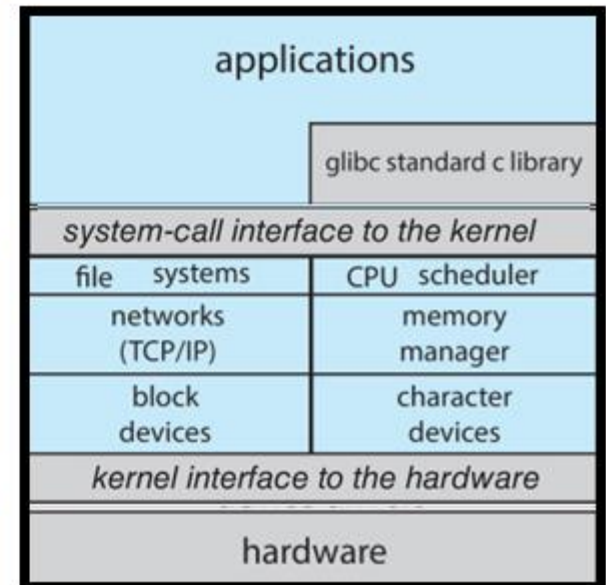 applications
glibc standard c library
system-call interface to the kernel
file systems
CPU scheduler
networks
(TCP/IP)
memory
manager
block
devices
character
devices
kernel interface to the hardware
hardware